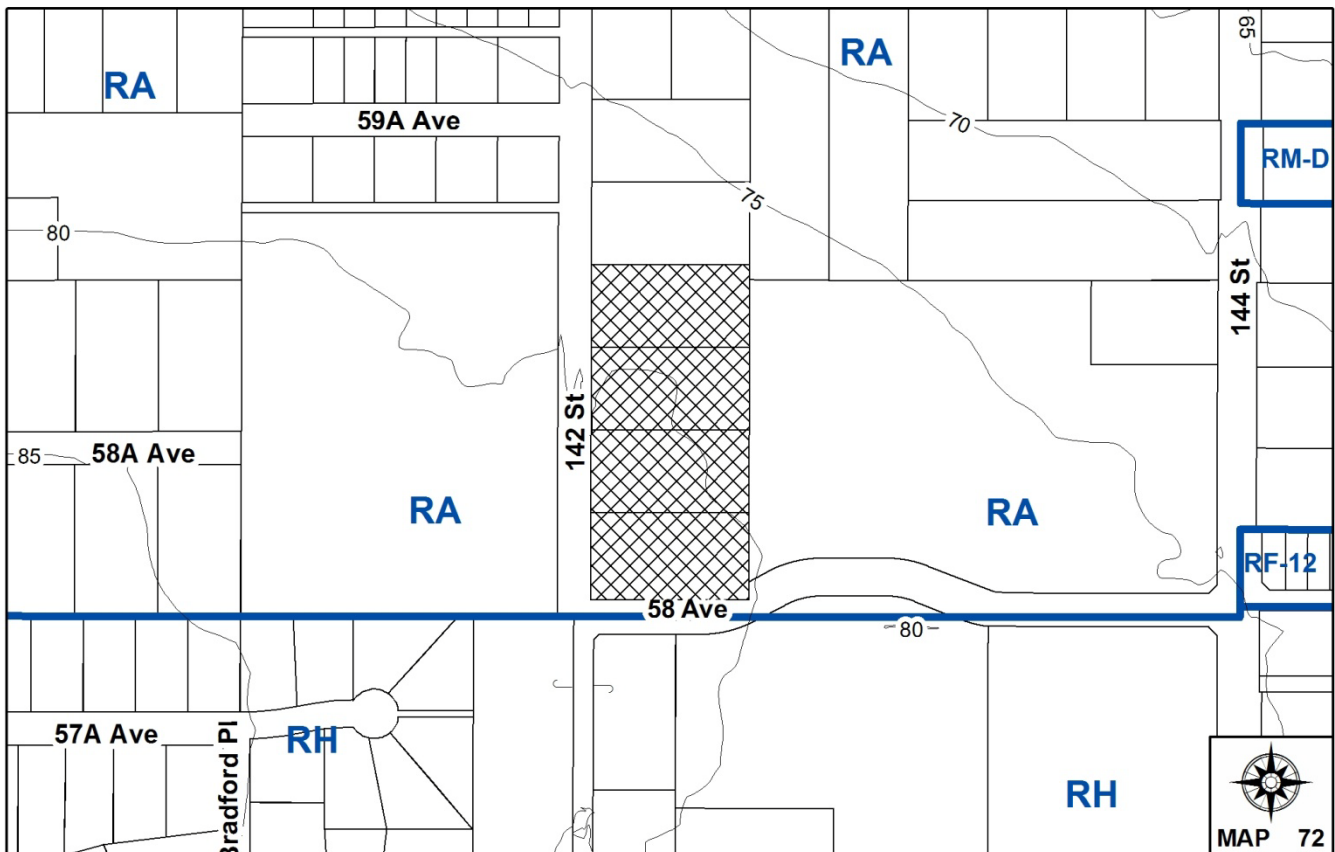 RA
RA
65
59A Ave
70
RM-D
75
80
144 St
142 St
85
58A Ave
RA
RA
RF-12
58 Ave
80
57A Ave
Bradford Pl
RH
RH
MAP 72